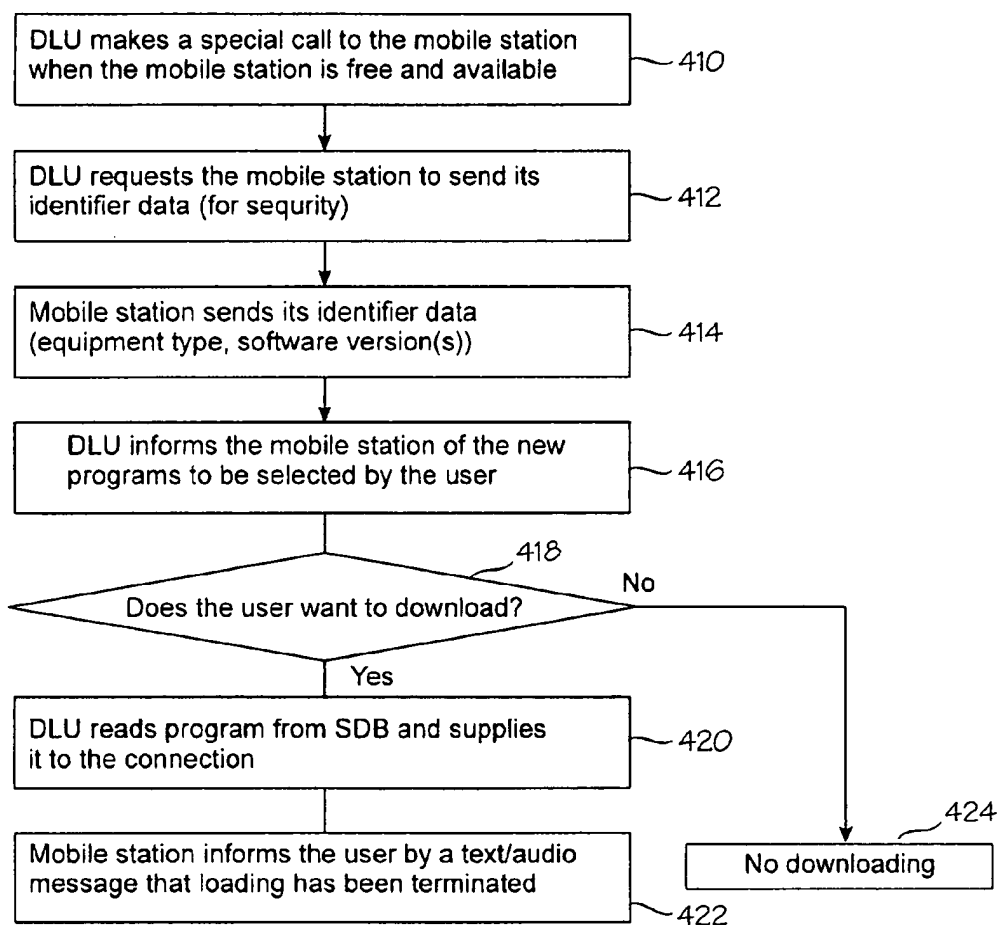 DLU makes a special call to the mobile station
when the mobile station is free and available
410
DLU requests the mobile station to send its
identifier data (for sequrity)
412
Mobile station sends its identifier data
(equipment type, software version(s))
414
DLU informs the mobile station of the new
programs to be selected by the user
416
418
Does the user want to download?
No
Yes
DLU reads program from SDB and supplies
it to the connection
420
Mobile station informs the user by a text/audio
message that loading has been terminated
422
424
No downloading